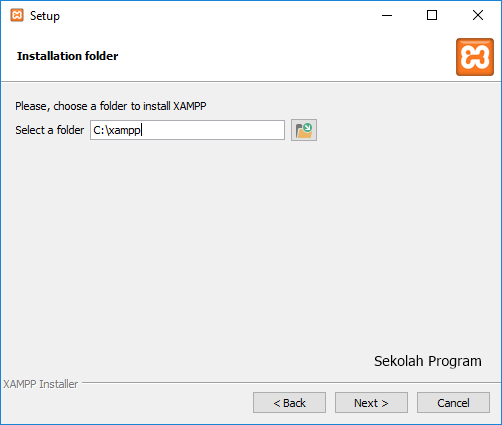 Setup
Installation folder
Please, choose a folder to install XAMPP
Select a folder C:\xampp
Sekolah Program
XAMPP Installer
< Back Next > Cancel